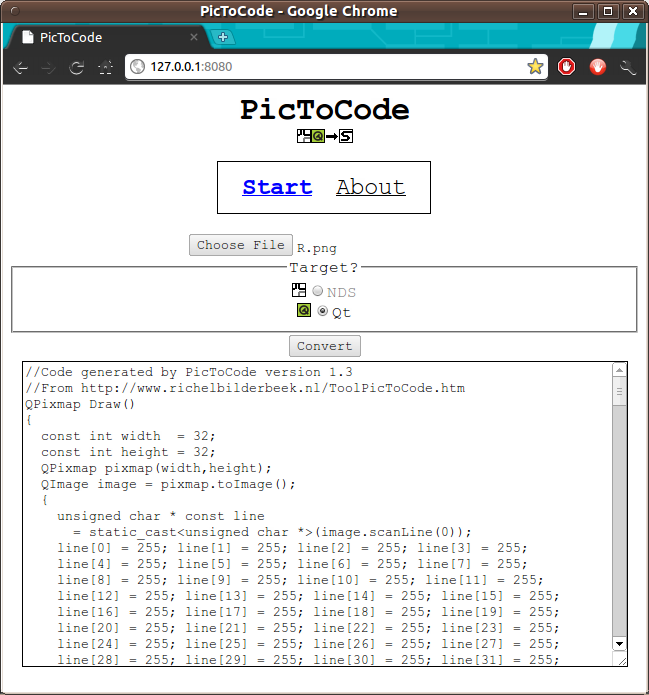 PicToCode - Google Chrome
PicToCode
127.0.0.1:8080
PicToCode
Start About
Choose File R.png
Target?
NDS
Qt
Convert
//Code generated by PicToCode version 1.3
//From http://www.richelbilderbeek.nl/ToolPicToCode.htm
QPixmap Draw()
{
  const int width  = 32;
  const int height = 32;
  QPixmap pixmap(width,height);
  QImage image = pixmap.toImage();
  {
    unsigned char * const line
      = static_cast<unsigned char *>(image.scanLine(0));
    line[0] = 255; line[1] = 255; line[2] = 255; line[3] = 255;
    line[4] = 255; line[5] = 255; line[6] = 255; line[7] = 255;
    line[8] = 255; line[9] = 255; line[10] = 255; line[11] = 255;
    line[12] = 255; line[13] = 255; line[14] = 255; line[15] = 255;
    line[16] = 255; line[17] = 255; line[18] = 255; line[19] = 255;
    line[20] = 255; line[21] = 255; line[22] = 255; line[23] = 255;
    line[24] = 255; line[25] = 255; line[26] = 255; line[27] = 255;
    line[28] = 255; line[29] = 255; line[30] = 255; line[31] = 255;